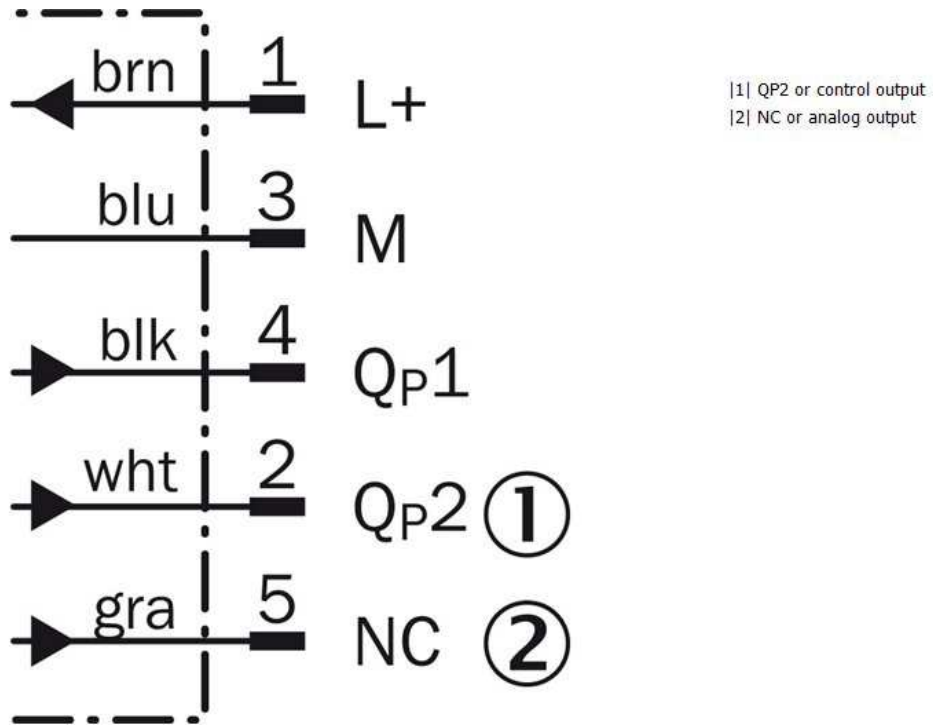 brn 1 L+
|1| QP2 or control output
|2| NC or analog output
blu 3 M
blk 4 QP1
wht 2 QP2 ①
gra 5 NC ②